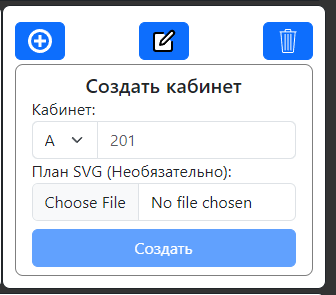 Создать кабинет
Кабинет:
A 201
План SVG (Необязательно):
Choose File No file chosen
Создать